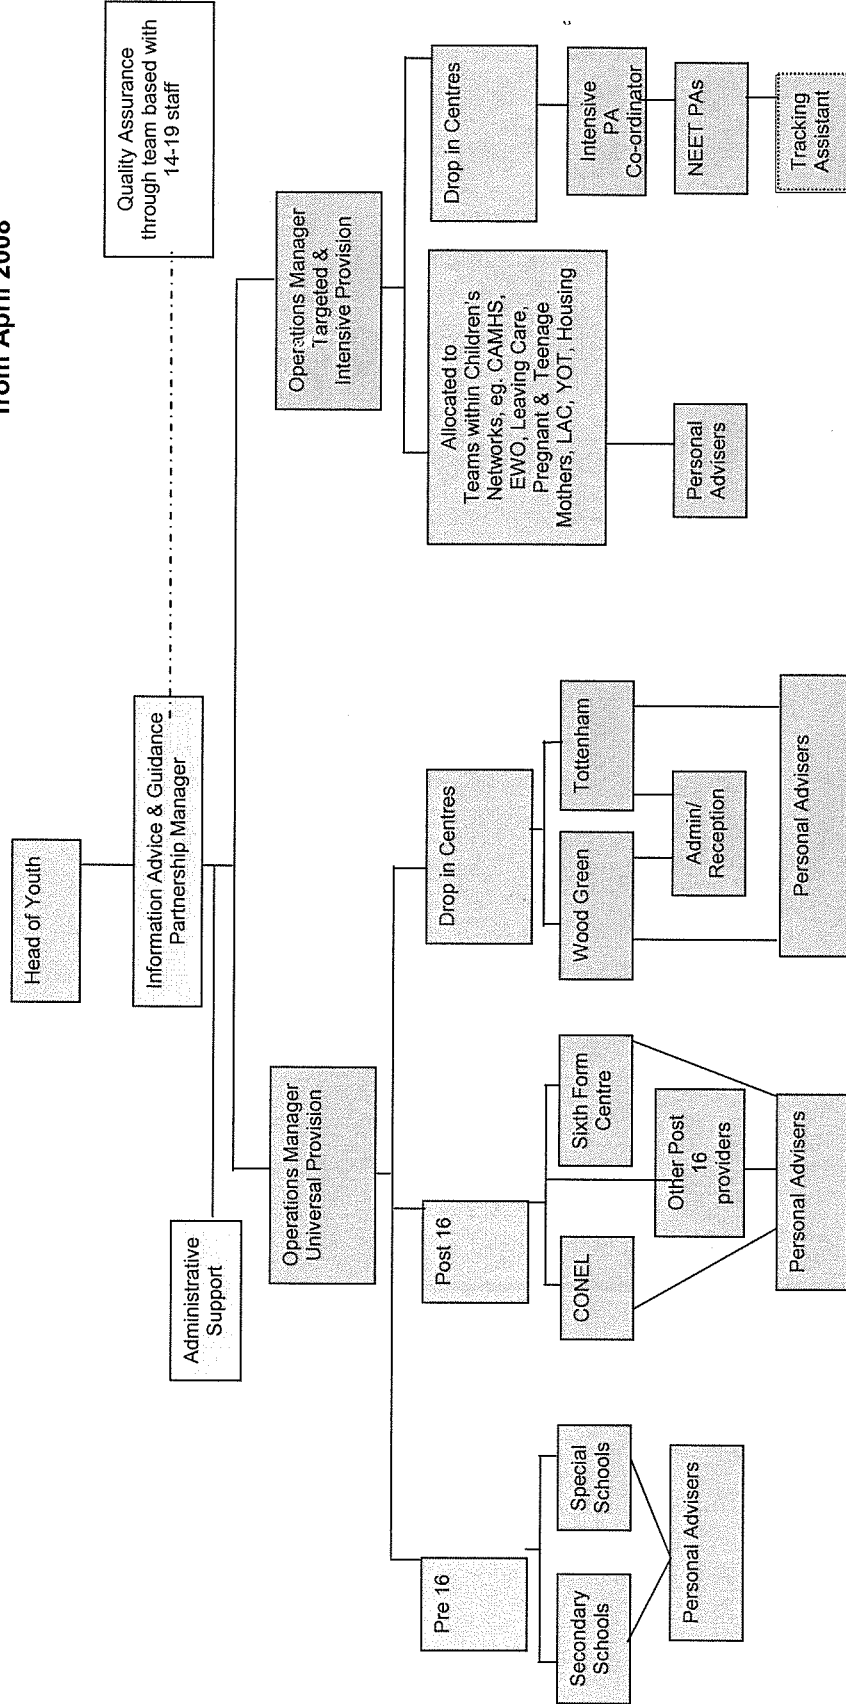 from April 2008
Head of Youth
Information Advice & Guidance
Partnership Manager
Quality Assurance
through team based with
14-19 staff
Administrative
Support
Operations Manager
Universal Provision
Operations Manager
Targeted &
Intensive Provision
Pre 16
Post 16
Drop in Centres
Allocated to
Teams within Children's
Networks, eg. CAMHS,
EWO, Leaving Care,
Pregnant & Teenage
Mothers, LAC, YOT, Housing
Drop in Centres
Secondary
Schools
Special
Schools
CONEL
Sixth Form
Centre
Wood Green
Tottenham
Intensive
PA
Co-ordinator
Personal Advisers
Other Post
16
providers
Admin/
Reception
Personal
Advisers
NEET PAs
Personal Advisers
Personal Advisers
Tracking
Assistant